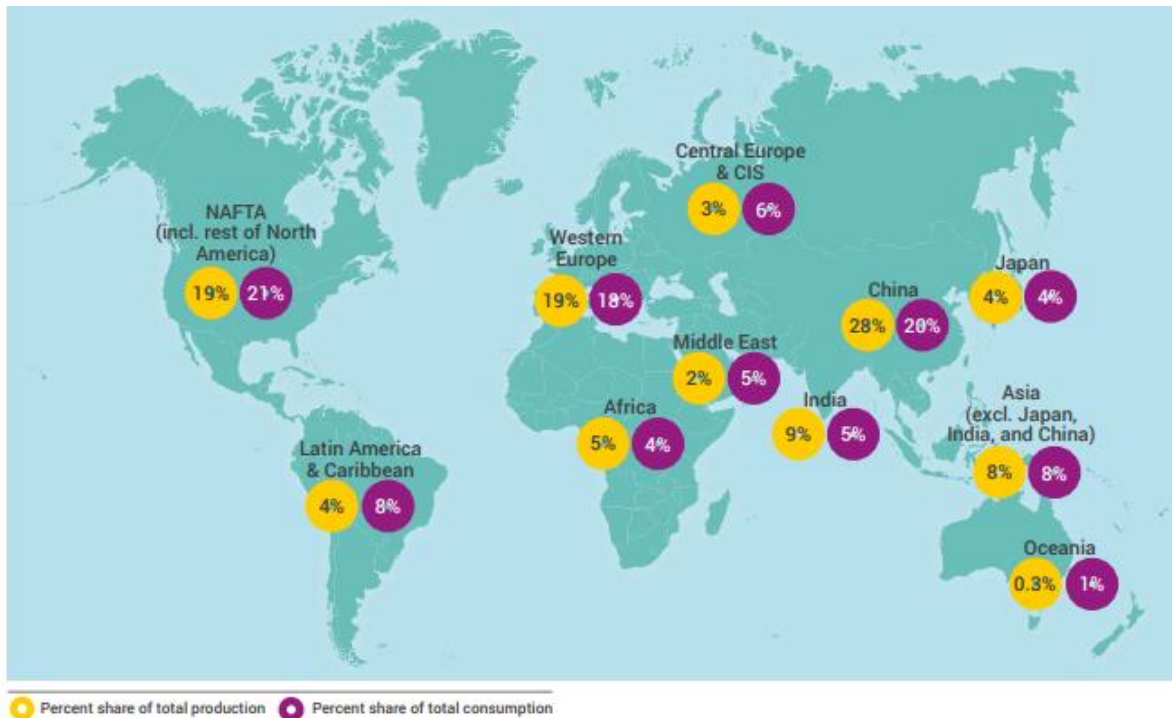 Central Europe
& CIS
3% 6%
NAFTA
(incl. rest of North
America)
19% 21%
Western
Europe
19% 18%
Japan
4% 4%
China
28% 20%
Middle East
2% 5%
India
9% 5%
Africa
5% 4%
Asia
(excl. Japan,
India, and China)
8% 8%
Latin America
& Caribbean
4% 8%
Oceania
0.3% 1%
Percent share of total production Percent share of total consumption